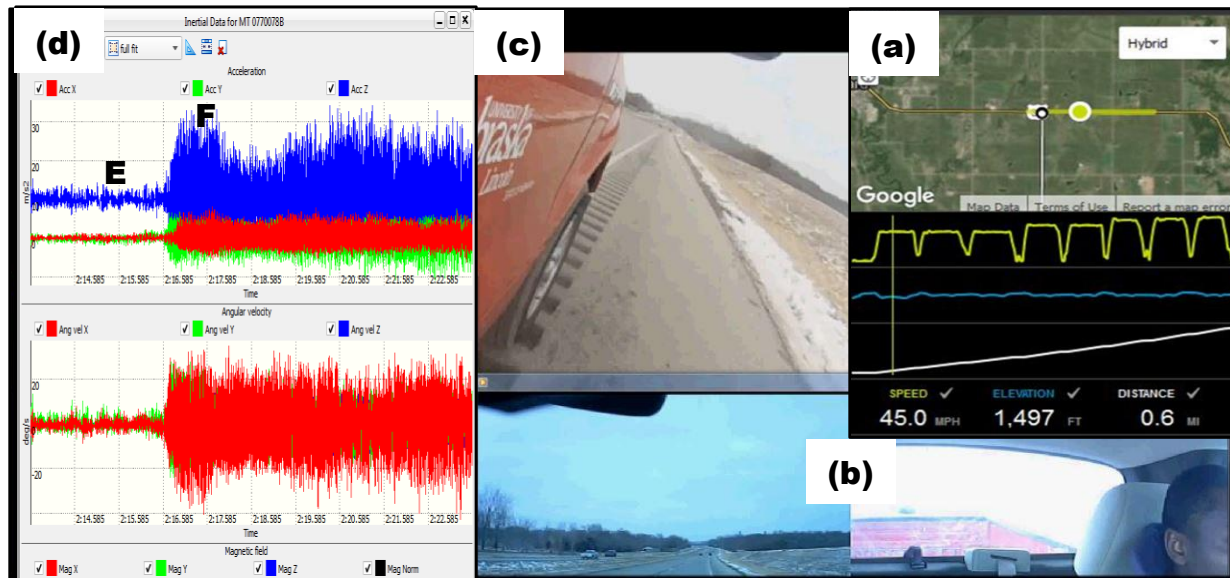 (d)
Inertial Data for MT 0770078B
full fit
Acceleration
✓ Acc X ✓ Acc Y ✓ Acc Z
30
20
10
0
m/s2
E
F
2:14.585 2:15.585 2:16.585 2:17.585 2:18.585 2:19.585 2:20.585 2:21.585 2:22.585
Time
Angular velocity
✓ Ang vel X ✓ Ang vel Y ✓ Ang vel Z
20
0
-20
deg/s
2:14.585 2:15.585 2:16.585 2:17.585 2:18.585 2:19.585 2:20.585 2:21.585 2:22.585
Time
Magnetic field
✓ Mag X ✓ Mag Y ✓ Mag Z ✓ Mag Norm
(c)
UNIVERSITY
braska
Lincoln
(a)
Hybrid
Google
Map Data Terms of Use Report a map error
SPEED ✓ ELEVATION ✓ DISTANCE ✓
45.0 MPH 1,497 FT 0.6 MI
(b)